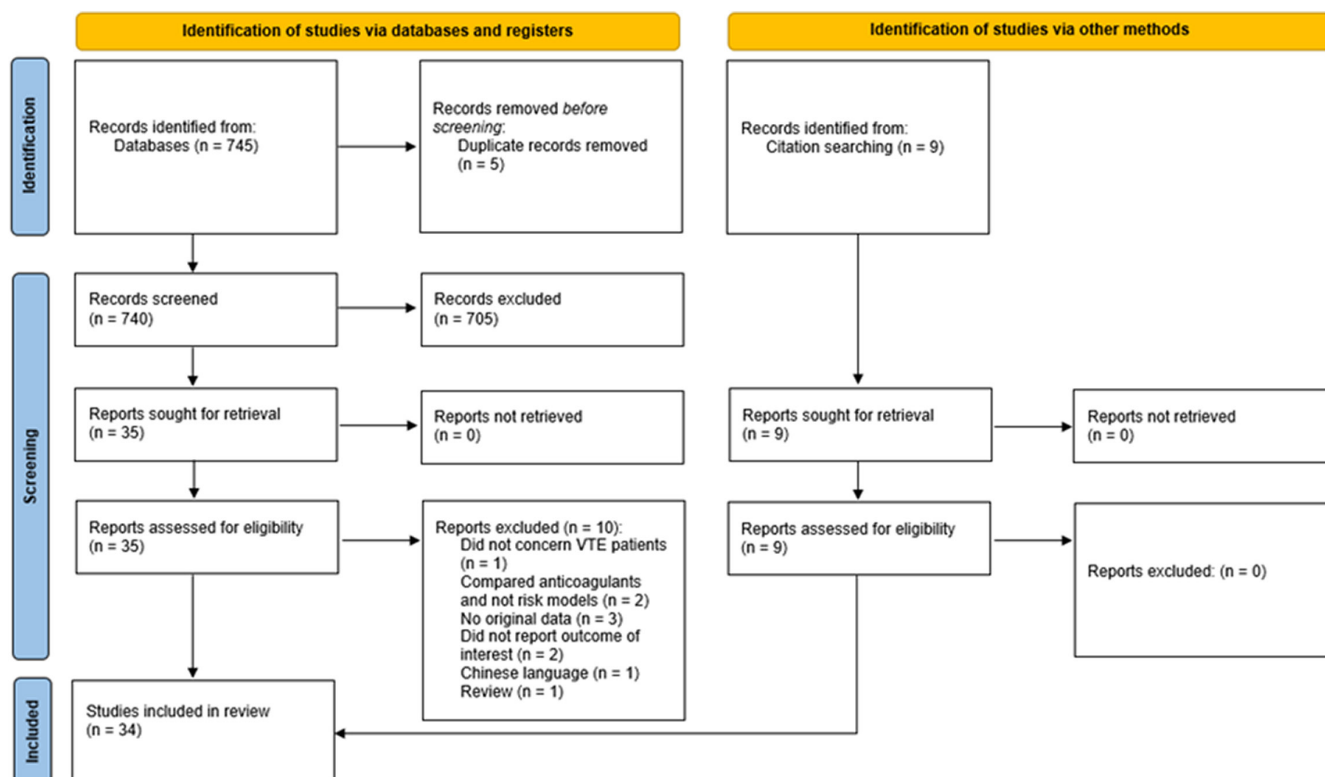 Identification of studies via databases and registers
Identification of studies via other methods
Identification
Records identified from:
Databases (n = 745)
Records removed before
screening:
Duplicate records removed
(n = 5)
Records identified from:
Citation searching (n = 9)
Screening
Records screened
(n = 740)
Records excluded
(n = 705)
Reports sought for retrieval
(n = 35)
Reports not retrieved
(n = 0)
Reports sought for retrieval
(n = 9)
Reports not retrieved
(n = 0)
Reports assessed for eligibility
(n = 35)
Reports excluded (n = 10):
Did not concern VTE patients
(n = 1)
Compared anticoagulants
and not risk models (n = 2)
No original data (n = 3)
Did not report outcome of
interest (n = 2)
Chinese language (n = 1)
Review (n = 1)
Reports assessed for eligibility
(n = 9)
Reports excluded: (n = 0)
Included
Studies included in review
(n = 34)